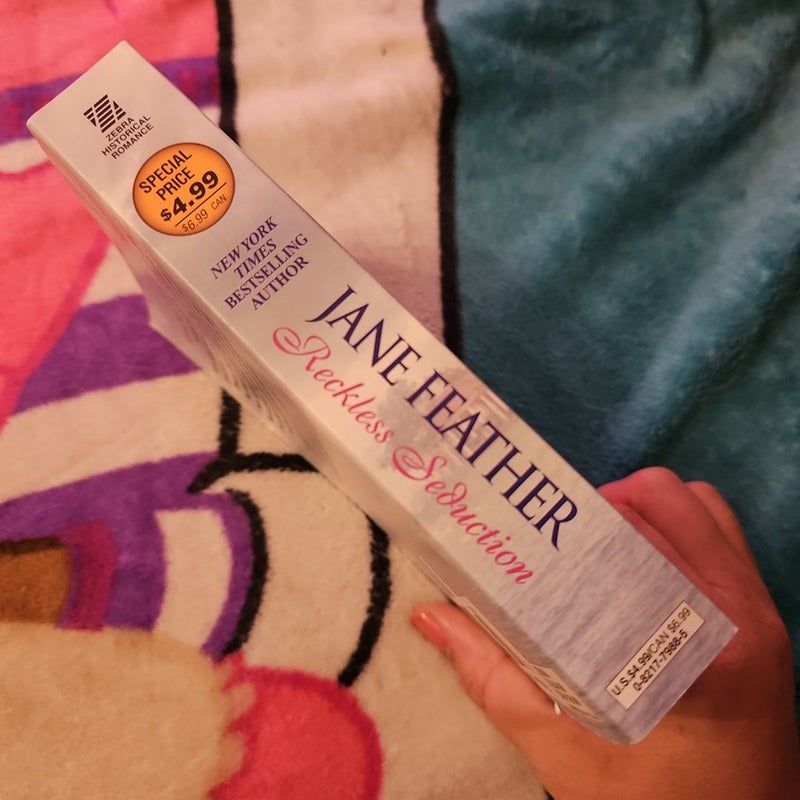 ZEBRA
HISTORICAL
ROMANCE
SPECIAL
PRICE
$4.99
$6.99 CAN
NEW YORK
TIMES
BESTSELLING
AUTHOR
JANE FEATHER
Reckless Seduction
U.S.$4.99/CAN $6.99
0-8217-7988-5